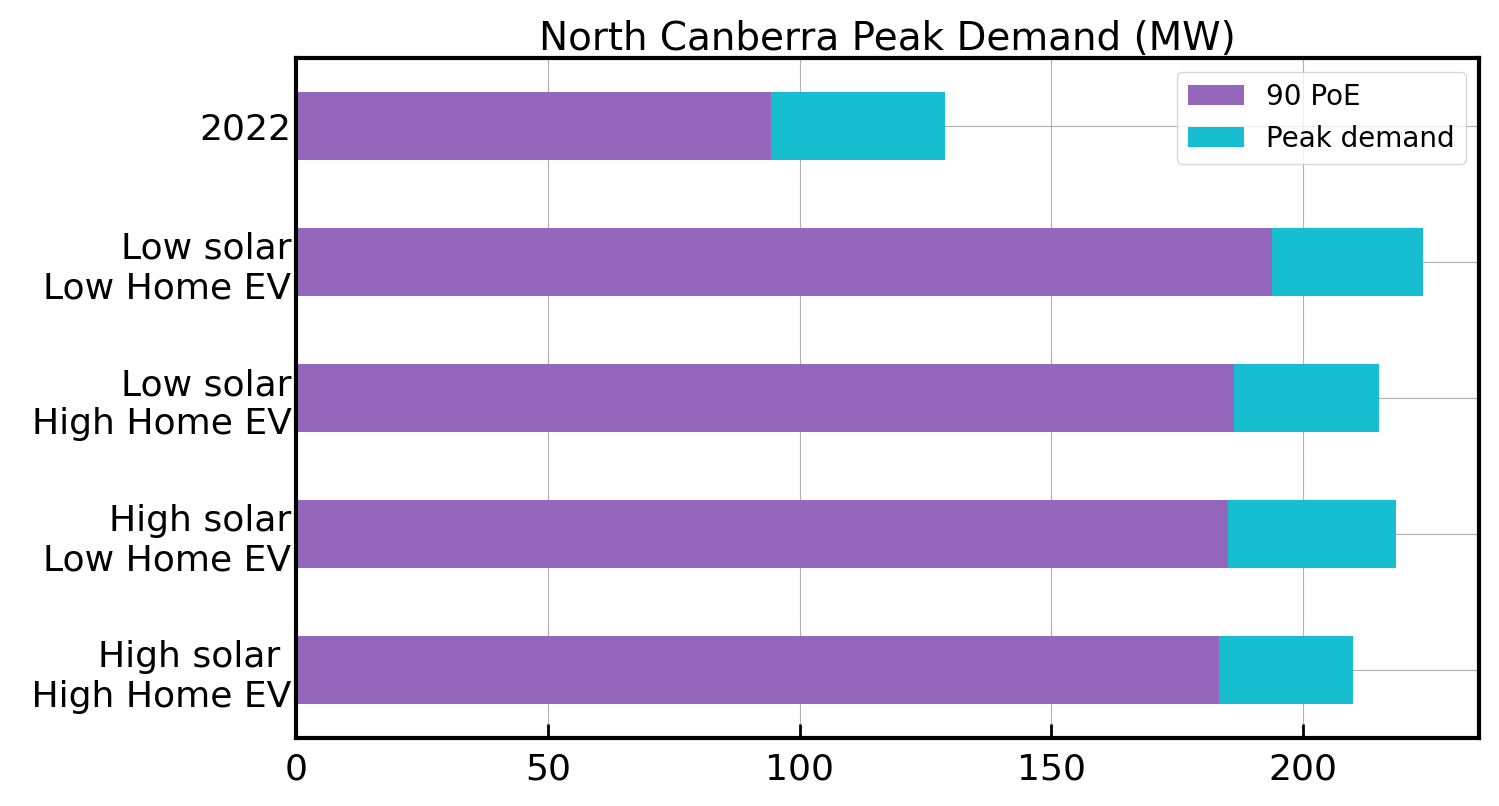 North Canberra Peak Demand (MW)
90 PoE
Peak demand
2022
Low solar
Low Home EV
Low solar
High Home EV
High solar
Low Home EV
High solar
High Home EV
0 50 100 150 200